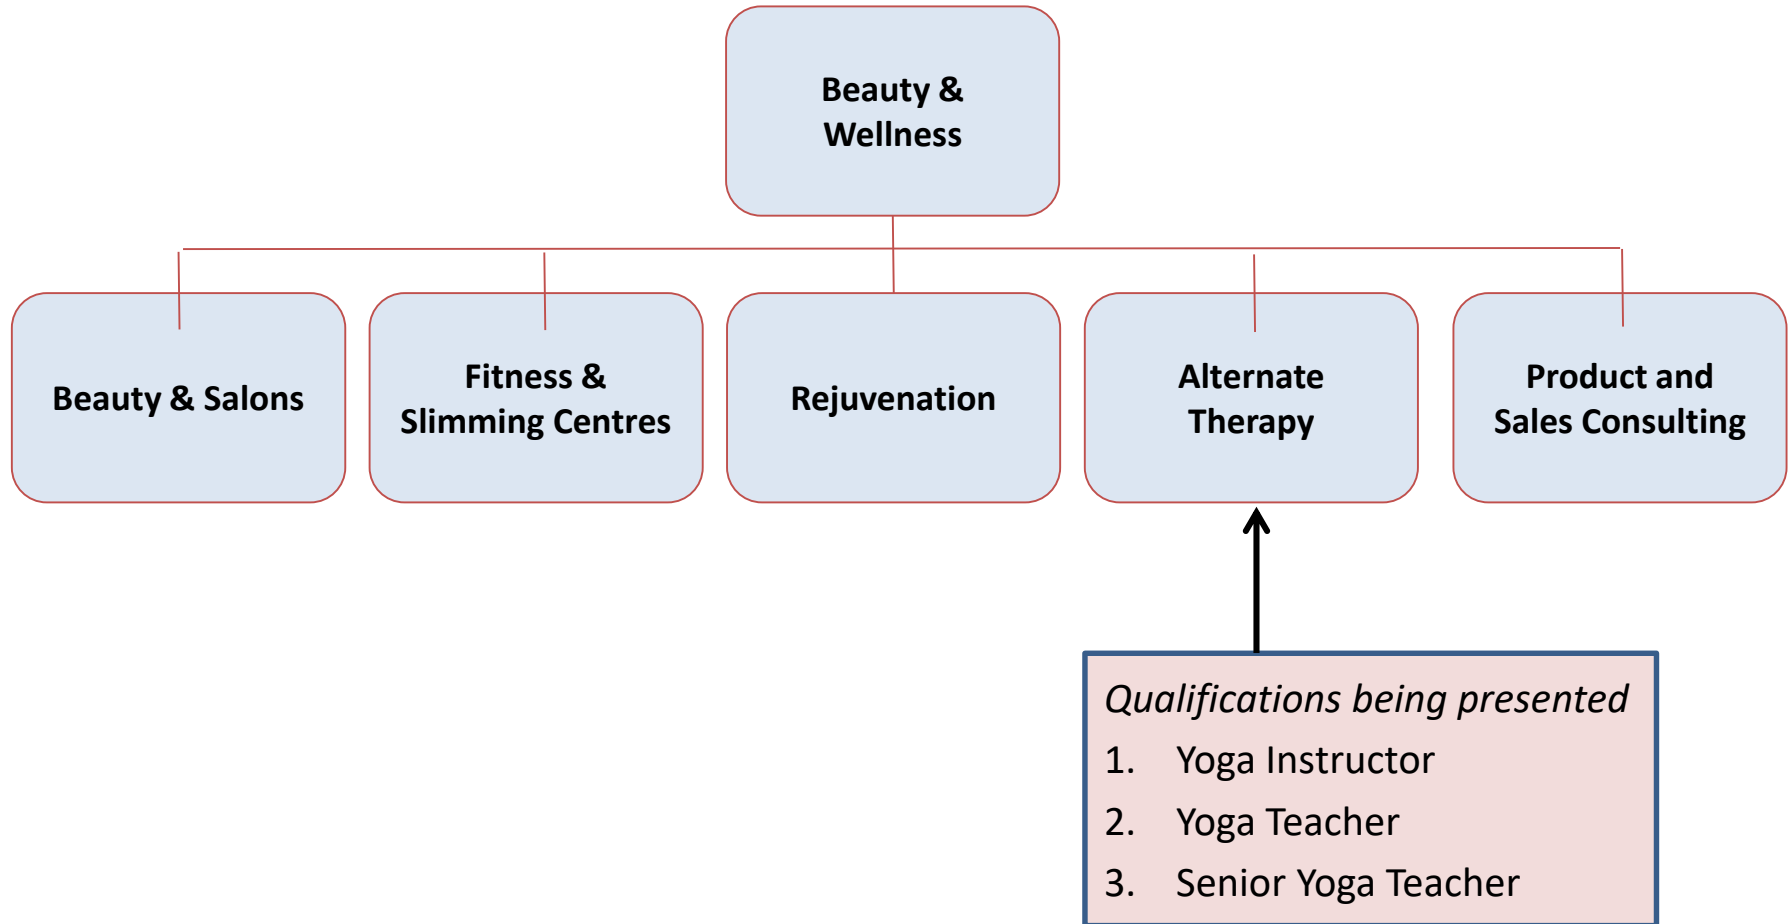 Beauty &
Wellness
Beauty & Salons
Fitness &
Slimming Centres
Rejuvenation
Alternate
Therapy
Product and
Sales Consulting
Qualifications being presented
1. Yoga Instructor
2. Yoga Teacher
3. Senior Yoga Teacher